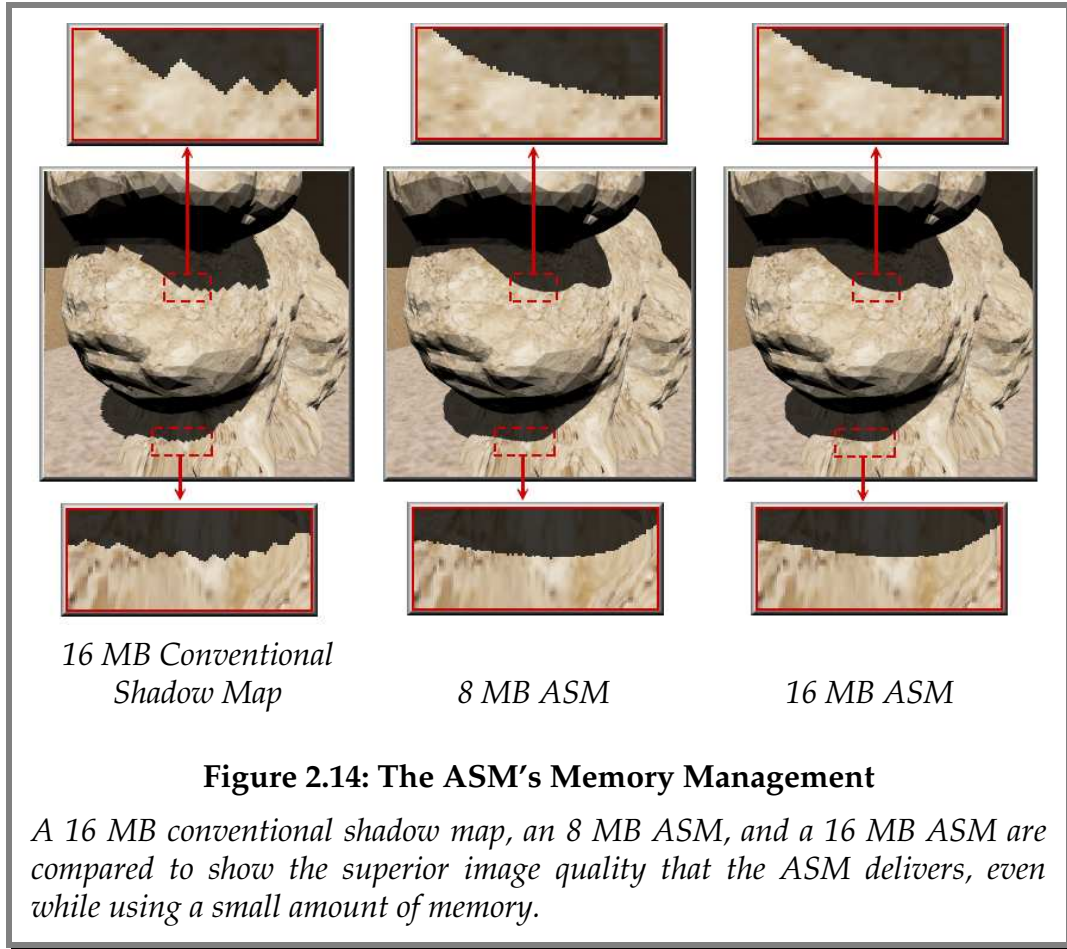 16 MB Conventional
Shadow Map
8 MB ASM
16 MB ASM
Figure 2.14: The ASM’s Memory Management
A 16 MB conventional shadow map, an 8 MB ASM, and a 16 MB ASM are
compared to show the superior image quality that the ASM delivers, even
while using a small amount of memory.